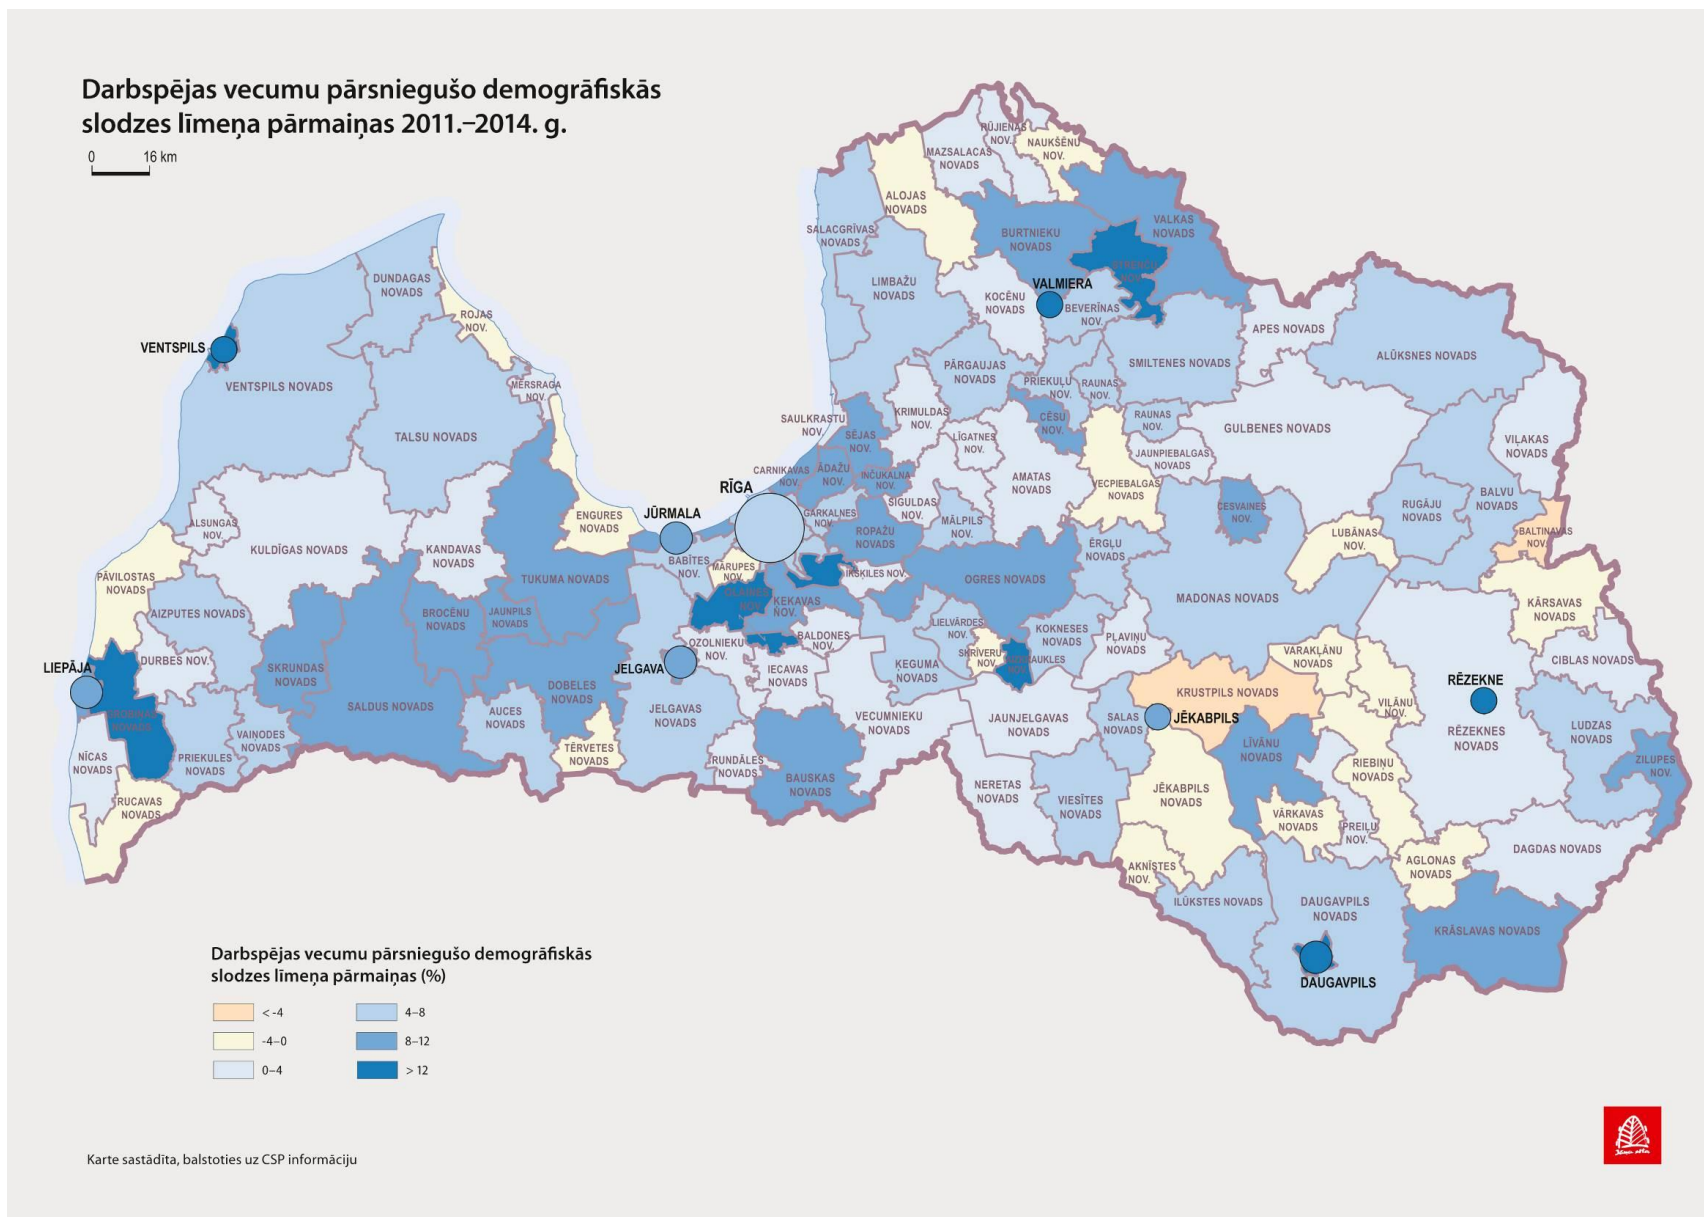 Darbspējas vecumu pārsniegušo demogrāfiskās
slodzes līmeņa pārmaiņas 2011.–2014. g.
0 16 km
RŪJIENAS
NOV.
NAUKŠĒNU
NOV.
MAZSALACAS
NOVADS
ALOJAS
NOVADS
SALACGRĪVAS
NOVADS
BURTNIEKU
NOVADS
VALKAS
NOVADS
LIMBAŽU
NOVADS
KOCĒNU
NOVADS
VALMIERA
BEVERĪNAS
NOV.
DUNDAGAS
NOVADS
ROJAS
NOV.
VENTSPILS
VENTSPILS NOVADS
MĒRSRAGA
NOV.
TALSU NOVADS
APES NOVADS
ALŪKSNES NOVADS
SMILTENES NOVADS
PĀRGAUJAS
NOVADS
PRIEKUĻU
NOV.
RAUNAS
NOV.
CĒSU
NOV.
RAUNAS
NOV.
GULBENES NOVADS
VIĻAKAS
NOVADS
SAULKRASTU
NOV.
KRIMULDAS
NOV.
SĒJAS
NOV.
LĪGATNES
NOV.
JAUNPIEBALGAS
NOVADS
CARNIKAVAS
NOV.
ĀDAŽU
NOV.
INČUKALNA
NOV.
AMATAS
NOVADS
VECPIEBALGAS
NOVADS
RĪGA
SIGULDAS
NOV.
GARKALNES
NOV.
MĀLPILS
NOV.
CESVAINES
NOV.
RUGĀJU
NOVADS
BALVU
NOVADS
BALTINAVAS
NOV.
LUBĀNAS
NOV.
JŪRMALA
ENGURES
NOVADS
ALSUNGAS
NOV.
KULDĪGAS NOVADS
KANDAVAS
NOVADS
TUKUMA NOVADS
BABĪTES
NOV.
MĀRUPES
NOV.
ROPAŽU
NOVADS
ĒRGĻU
NOVADS
IKŠĶILES NOV.
OGRES NOVADS
MADONAS NOVADS
KĀRSAVAS
NOVADS
PĀVILOSTAS
NOVADS
AIZPUTES NOVADS
BROCĒNU
NOVADS
JAUNPILS
NOVADS
OLAINES
NOV.
ĶEKAVAS
NOV.
LIELVĀRDES
NOV.
KOKNESES
NOVADS
PĻAVIŅU
NOVADS
VARAKĻĀNU
NOVADS
CIBLAS NOVADS
LIEPĀJA
DURBES NOV.
SKRUNDAS
NOVADS
JELGAVA
OZOLNIEKU
NOV.
BALDONES
NOV.
IECAVAS
NOVADS
ĶEGUMA
NOVADS
SKRĪVERU
NOV.
KRUSTPILS NOVADS
VIĻĀNU
NOV.
RĒZEKNE
RĒZEKNES
NOVADS
LUDZAS
NOVADS
ZILUPES
NOV.
SALDUS NOVADS
DOBELES
NOVADS
AUCES
NOVADS
JELGAVAS
NOVADS
VECUMNIEKU
NOVADS
JAUNJELGAVAS
NOVADS
SALAS
NOVADS
JĒKABPILS
LĪVĀNU
NOVADS
RIEBIŅU
NOVADS
NĪCAS
NOVADS
PRIEKULES
NOVADS
VAIŅODES
NOVADS
TĒRVETES
NOVADS
RUNDĀLES
NOVADS
BAUSKAS
NOVADS
NERETAS
NOVADS
VIESĪTES
NOVADS
JĒKABPILS
NOVADS
VĀRKAVAS
NOVADS
PREIĻU
NOV.
DAGDAS NOVADS
RUCAVAS
NOVADS
AKNĪSTES
NOV.
AGLONAS
NOVADS
ILŪKSTES NOVADS
DAUGAVPILS
NOVADS
KRĀSLAVAS NOVADS
DAUGAVPILS
Darbspējas vecumu pārsniegušo demogrāfiskās
slodzes līmeņa pārmaiņas (%)
< -4
-4–0
0–4
4–8
8–12
> 12
Karte sastādīta, balstoties uz CSP informāciju
Jāņa sēta